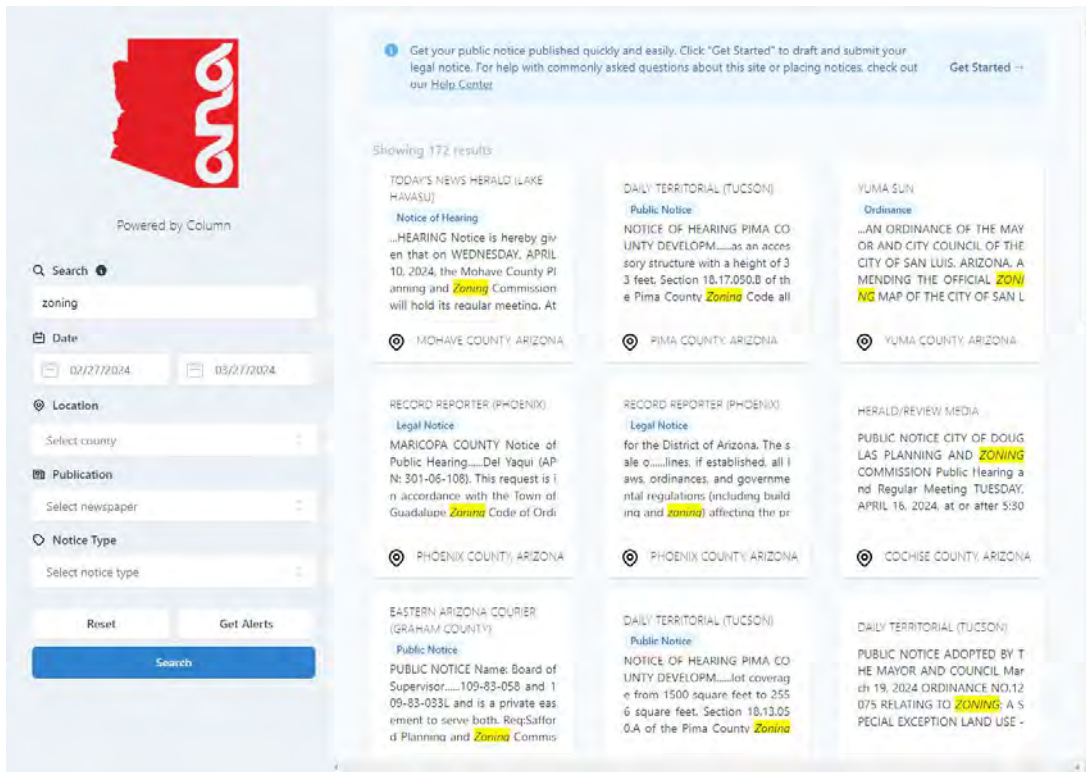 Powered by Column
Search
zoning
Date
02/27/2024
03/27/2024
Location
Select county
Publication
Select newspaper
Notice Type
Select notice type
Reset
Get Alerts
Search
Get your public notice published quickly and easily. Click "Get Started" to draft and submit your
legal notice. For help with commonly asked questions about this site or placing notices, check out
our Help Center
Get Started →
Showing 172 results
TODAY'S NEWS HERALD (LAKE
HAVASU)
Notice of Hearing
...HEARING Notice is hereby giv
en that on WEDNESDAY, APRIL
10, 2024, the Mohave County Pl
anning and Zoning Commission
will hold its regular meeting. At
MOHAVE COUNTY, ARIZONA
DAILY TERRITORIAL (TUCSON)
Public Notice
NOTICE OF HEARING PIMA CO
UNTY DEVELOPM......as an acces
sory structure with a height of 3
3 feet. Section 18.17.050.B of th
e Pima County Zoning Code all
PIMA COUNTY, ARIZONA
YUMA SUN
Ordinance
...AN ORDINANCE OF THE MAY
OR AND CITY COUNCIL OF THE
CITY OF SAN LUIS, ARIZONA, A
MENDING THE OFFICIAL ZONI
NG MAP OF THE CITY OF SAN L
YUMA COUNTY, ARIZONA
RECORD REPORTER (PHOENIX)
Legal Notice
MARICOPA COUNTY Notice of
Public Hearing......Del Yaqui (AP
N: 301-06-108). This request is i
n accordance with the Town of
Guadalupe Zoning Code of Ordi
PHOENIX COUNTY, ARIZONA
RECORD REPORTER (PHOENIX)
Legal Notice
for the District of Arizona. The s
ale o......lines, if established, all l
aws, ordinances, and governme
ntal regulations (including build
ing and zoning) affecting the pr
PHOENIX COUNTY, ARIZONA
HERALD/REVIEW MEDIA
PUBLIC NOTICE CITY OF DOUG
LAS PLANNING AND ZONING
COMMISSION Public Hearing a
nd Regular Meeting TUESDAY,
APRIL 16, 2024, at or after 5:30
COCHISE COUNTY, ARIZONA
EASTERN ARIZONA COURIER
(GRAHAM COUNTY)
Public Notice
PUBLIC NOTICE Name: Board of
Supervisor......109-83-058 and 1
09-83-033L and is a private eas
ement to serve both. Req:Saffor
d Planning and Zoning Commis
DAILY TERRITORIAL (TUCSON)
Public Notice
NOTICE OF HEARING PIMA CO
UNTY DEVELOPM......lot coverag
e from 1500 square feet to 255
6 square feet. Section 18.13.05
0.A of the Pima County Zoning
DAILY TERRITORIAL (TUCSON)
PUBLIC NOTICE ADOPTED BY T
HE MAYOR AND COUNCIL Mar
ch 19, 2024 ORDINANCE NO.12
075 RELATING TO ZONING; A S
PECIAL EXCEPTION LAND USE -